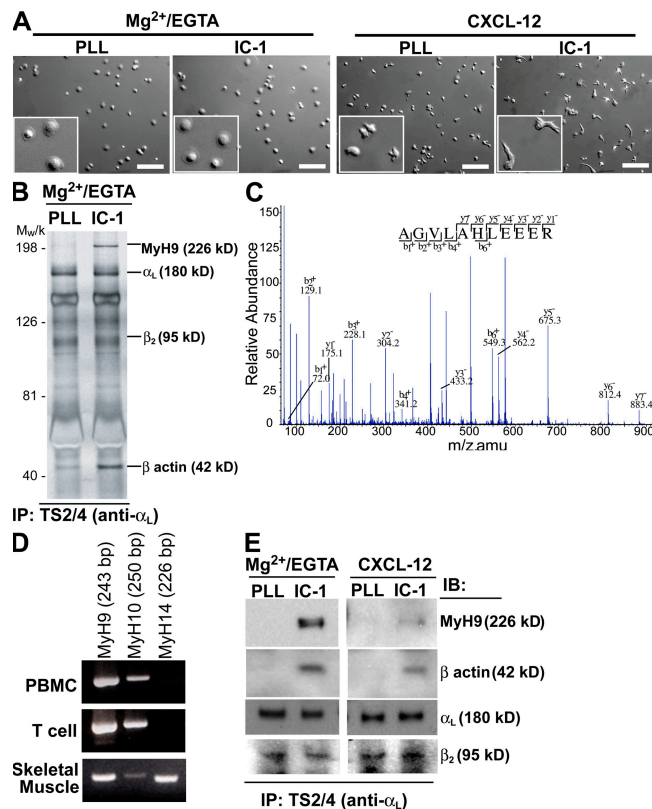 A
Mg²⁺/EGTA
CXCL-12
PLL
IC-1
PLL
IC-1
B
Mg²⁺/EGTA
PLL IC-1
Mw/k
198 -
126 -
81 -
40 -
MyH9 (226 kD)
αL (180 kD)
β₂ (95 kD)
β actin (42 kD)
IP: TS2/4 (anti-αL)
C
Relative Abundance
150
125
100
75
50
25
0
y7⁻ y6⁻ y5⁻ y4⁻ y3⁻ y2⁻ y1⁻
A G V L A H L E E E R
b1⁺ b2⁺ b3⁺ b4⁺ b6⁺
b2⁺
129.1
b1⁺
72.0
y1⁻
175.1
b3⁺
228.1
y2⁻
304.2
b4⁺
341.2
y3⁻
433.2
b6⁺
549.3
y4⁻
562.2
y5⁻
675.3
y6⁻
812.4
y7⁻
883.4
100 200 300 400 500 600 700 800 900
m/z.amu
D
MyH9 (243 bp)
MyH10 (250 bp)
MyH14 (226 bp)
PBMC
T cell
Skeletal
Muscle
E
Mg²⁺/EGTA
CXCL-12
PLL IC-1
PLL IC-1
IB:
MyH9 (226 kD)
β actin (42 kD)
αL (180 kD)
β₂ (95 kD)
IP: TS2/4 (anti-αL)